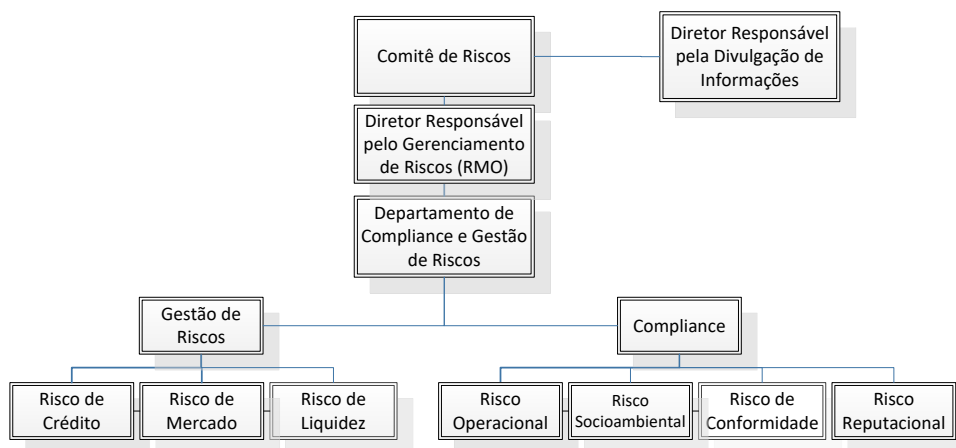 Comitê de Riscos
Diretor Responsável
pela Divulgação de
Informações
Diretor Responsável
pelo Gerenciamento
de Riscos (RMO)
Departamento de
Compliance e Gestão
de Riscos
Gestão de
Riscos
Compliance
Risco de
Crédito
Risco de
Mercado
Risco de
Liquidez
Risco
Operacional
Risco
Socioambiental
Risco de
Conformidade
Risco
Reputacional